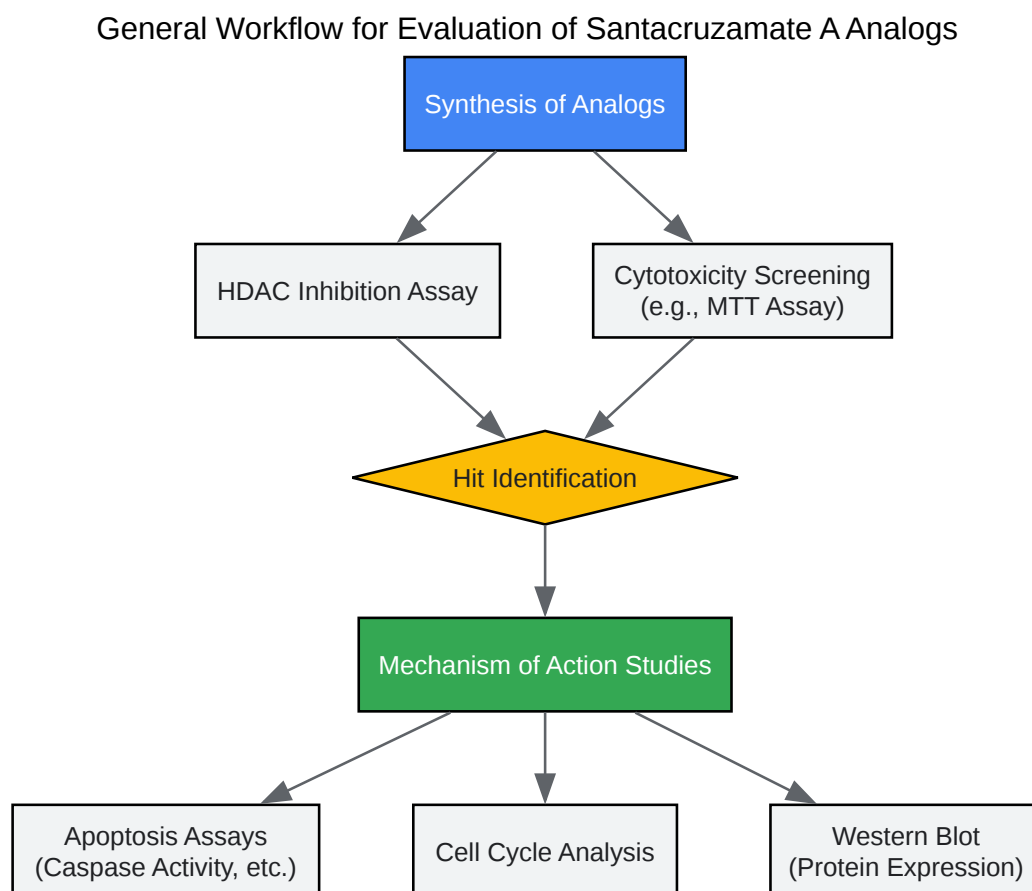 General Workflow for Evaluation of Santacruzamate A Analogs
Synthesis of Analogs
HDAC Inhibition Assay
Cytotoxicity Screening
(e.g., MTT Assay)
Hit Identification
Mechanism of Action Studies
Apoptosis Assays
(Caspase Activity, etc.)
Cell Cycle Analysis
Western Blot
(Protein Expression)